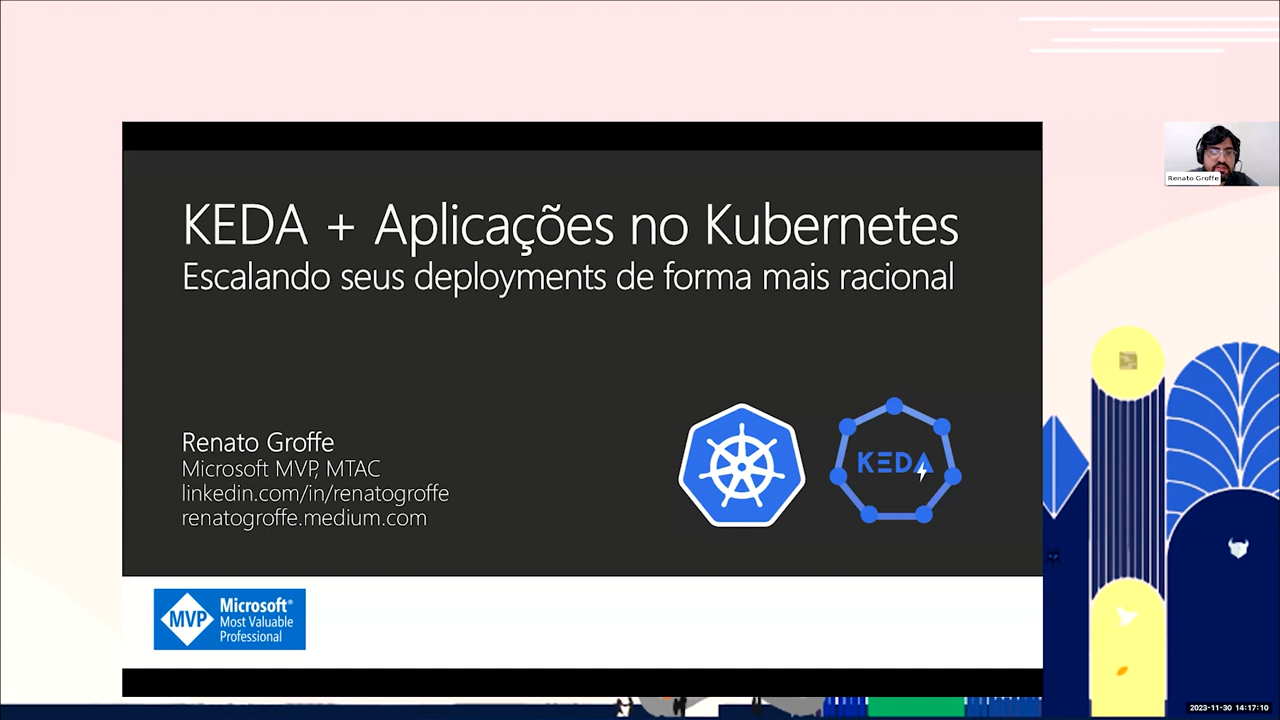 KEDA + Aplicações no Kubernetes
Escalando seus deployments de forma mais racional
Renato Groffe
Renato Groffe
Microsoft MVP, MTAC
linkedin.com/in/renatogroffe
renatogroffe.medium.com
KEDA
MVP
Microsoft®
Most Valuable
Professional
2023-11-30 14:17:10